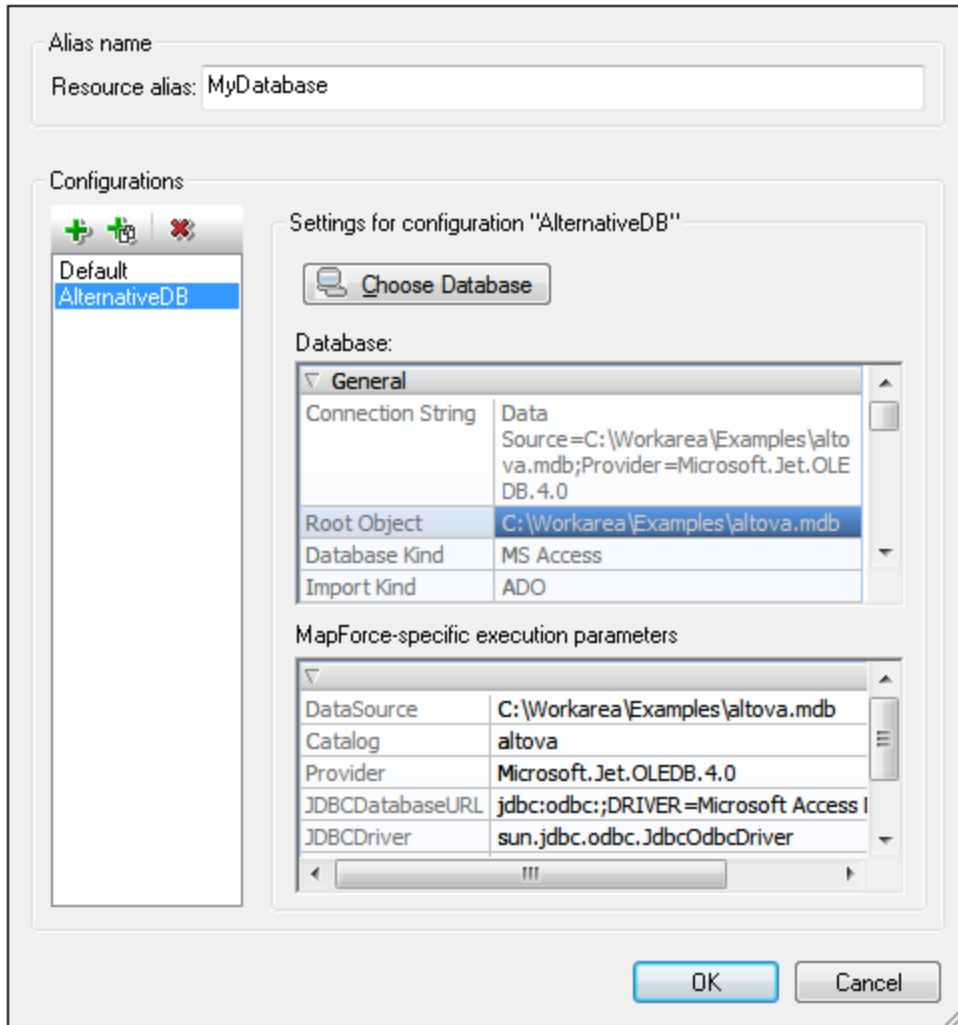 Alias name
Resource alias: MyDatabase
Configurations
Default
AlternativeDB
Settings for configuration "AlternativeDB"
Choose Database
Database:
General
Connection String Data
Source=C:\Workarea\Examples\alto
va.mdb;Provider=Microsoft.Jet.OLE
DB.4.0
Root Object C:\Workarea\Examples\altova.mdb
Database Kind MS Access
Import Kind ADO
MapForce-specific execution parameters
DataSource C:\Workarea\Examples\altova.mdb
Catalog altova
Provider Microsoft.Jet.OLEDB.4.0
JDBCDatabaseURL jdbc:odbc:;DRIVER=Microsoft Access
JDBCDriver sun.jdbc.odbc.JdbcOdbcDriver
OK Cancel